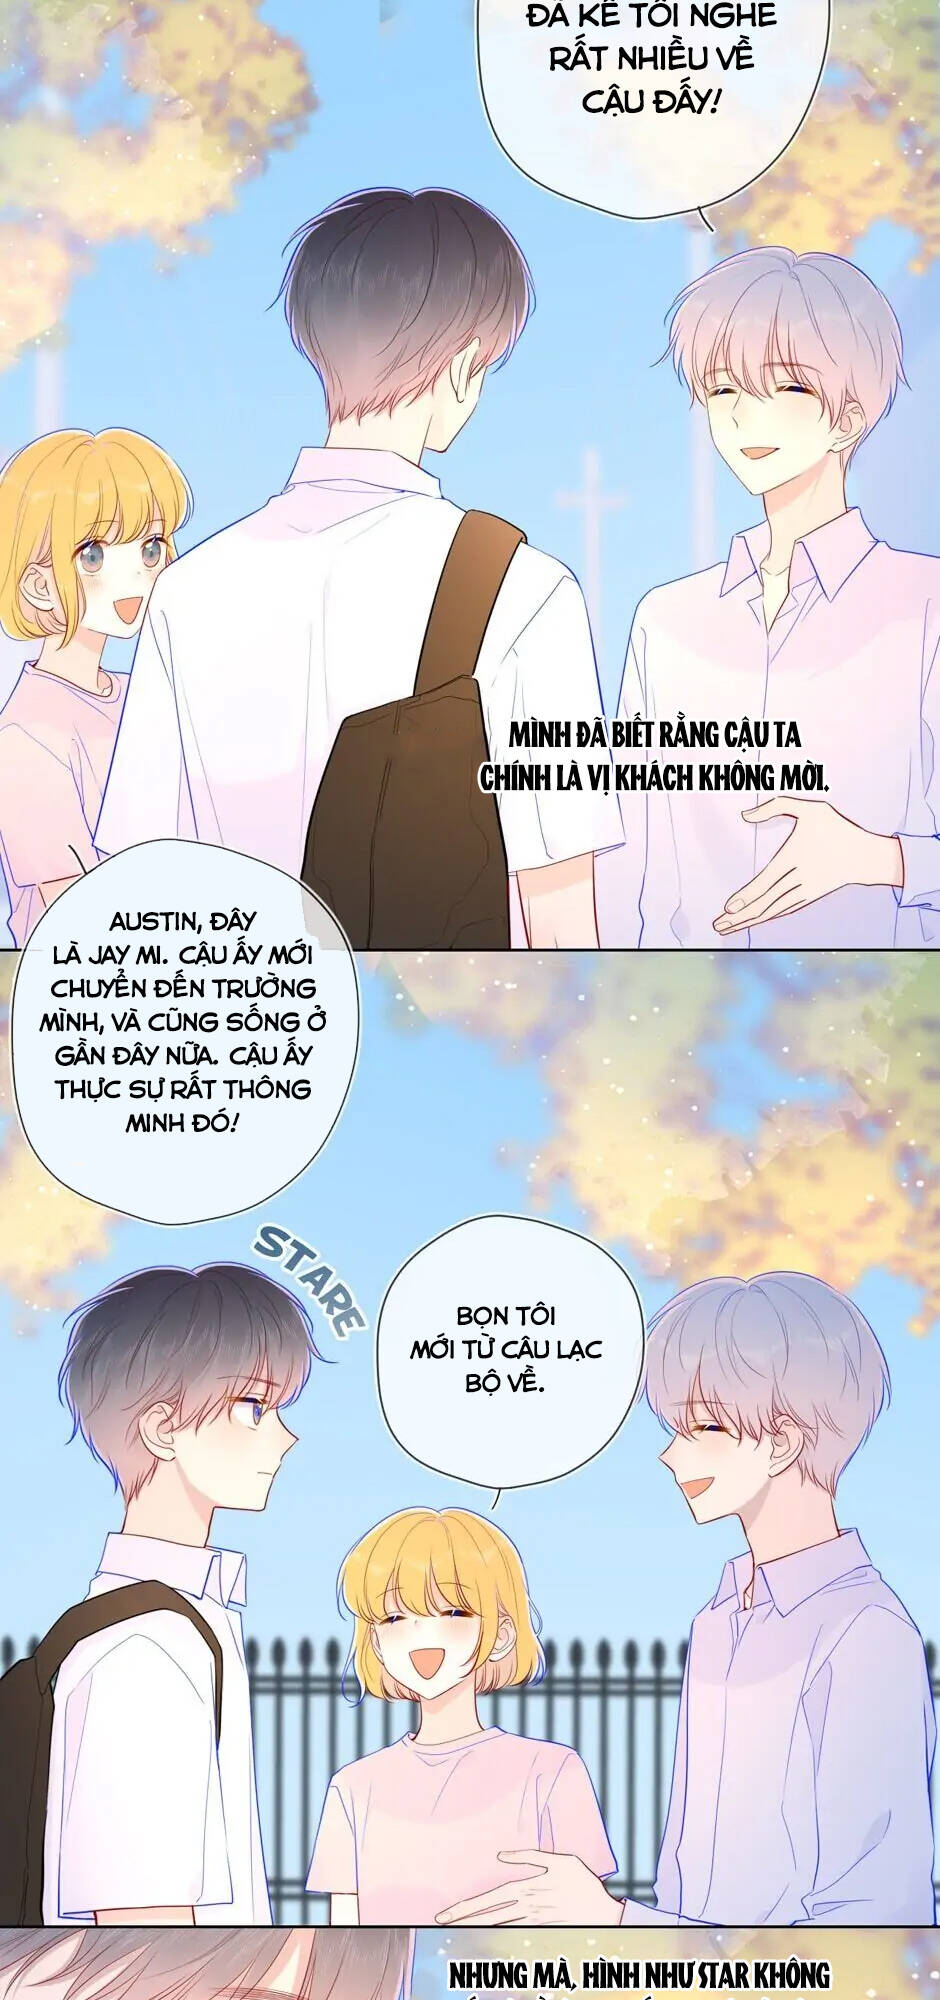 ĐÃ KỂ TÔI NGHE
RẤT NHIỀU VỀ
CẬU ĐẤY!
MÌNH ĐÃ BIẾT RẰNG CẬU TA
CHÍNH LÀ VỊ KHÁCH KHÔNG MỜI.
AUSTIN, ĐÂY
LÀ JAY MI. CẬU ẤY MỚI
CHUYỂN ĐẾN TRƯỜNG
MÌNH, VÀ CŨNG SỐNG Ở
GẦN ĐÂY NỮA. CẬU ẤY
THỰC SỰ RẤT THÔNG
MINH ĐÓ!
STARE
BỌN TÔI
MỚI TỪ CÂU LẠC
BỘ VỀ.
NHƯNG MÀ, HÌNH NHƯ STAR KHÔNG